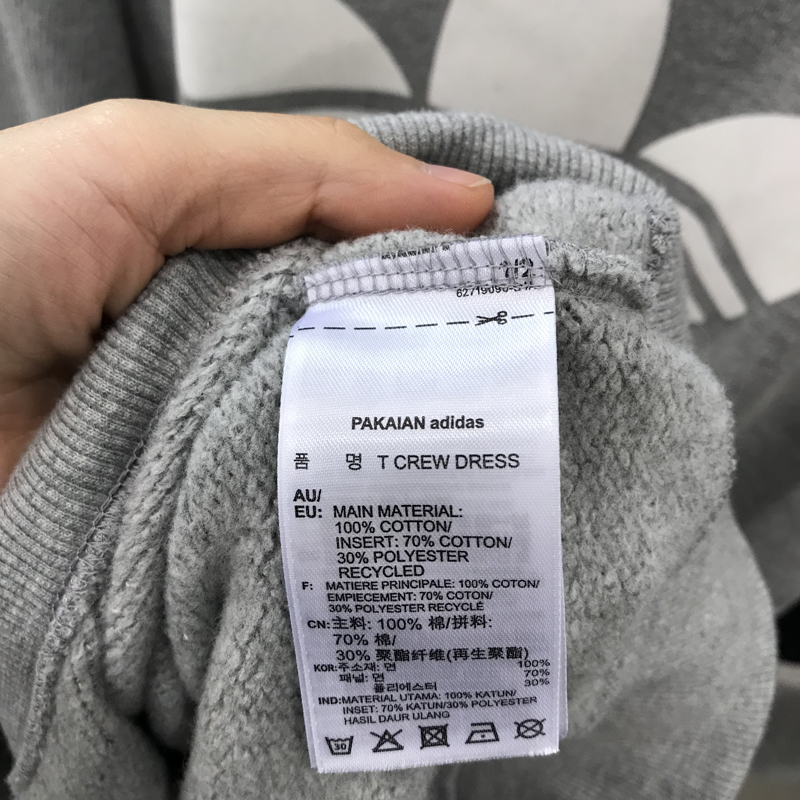 7/2
PAKAIAN adidas
품 명 T CREW DRESS
AU/
EU: MAIN MATERIAL:
100% COTTON/
INSERT: 70% COTTON/
30% POLYESTER
RECYCLED
F: MATIERE PRINCIPALE: 100% COTON/
EMPIECEMENT: 70% COTON/
30% POLYESTER RECYCLÉ
CN:主料: 100% 棉/拼料:
70% 棉/
30% 聚酯纤维(再生聚酯)
KOR:주소재: 면 100%
패널: 면 70%
폴리에스터 30%
IND:MATERIAL UTAMA: 100% KATUN/
INSET: 70% KATUN/30% POLYESTER
HASIL DAUR ULANG
30